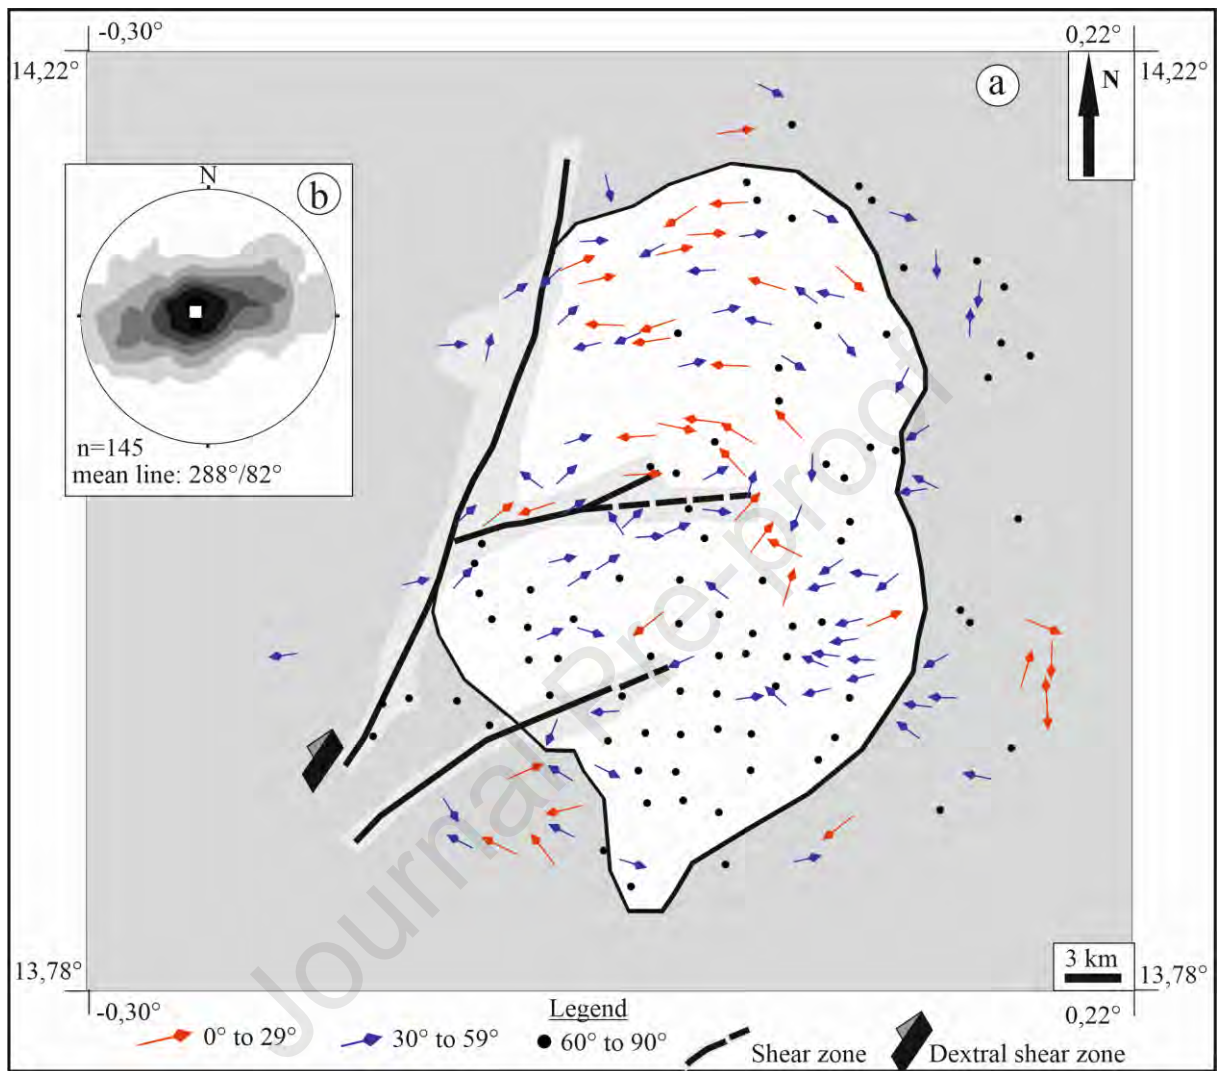 -0,30°
0,22°
14,22°
14,22°
a
N
N
b
n=145
mean line: 288°/82°
3 km
13,78°
13,78°
-0,30°
0,22°
Legend
0° to 29°
30° to 59°
60° to 90°
Shear zone
Dextral shear zone
Journal Pre-proof